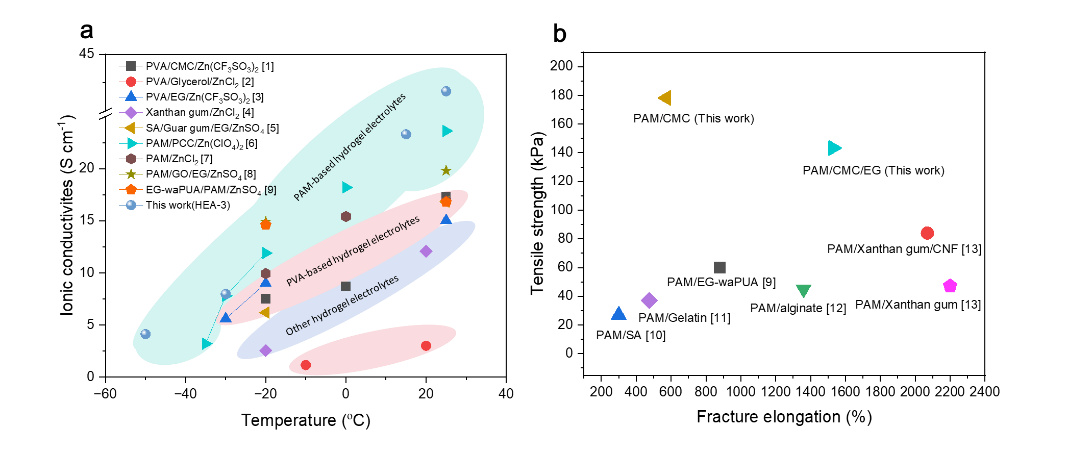 a
Ionic conductivites (S cm⁻¹)
45
20
15
10
5
0
PVA/CMC/Zn(CF₃SO₃)₂ [1]
PVA/Glycerol/ZnCl₂ [2]
PVA/EG/Zn(CF₃SO₃)₂ [3]
Xanthan gum/ZnCl₂ [4]
SA/Guar gum/EG/ZnSO₄ [5]
PAM/PCC/Zn(ClO₄)₂ [6]
PAM/ZnCl₂ [7]
PAM/GO/EG/ZnSO₄ [8]
EG-waPUA/PAM/ZnSO₄ [9]
This work(HEA-3)
PAM-based hydrogel electrolytes
PVA-based hydrogel electrolytes
Other hydrogel electrolytes
−60 −40 −20 0 20 40
Temperature (°C)
b
Tensile strength (kPa)
200
180
160
140
120
100
80
60
40
20
0
PAM/CMC (This work)
PAM/CMC/EG (This work)
PAM/Xanthan gum/CNF [13]
PAM/EG-waPUA [9]
PAM/alginate [12]
PAM/Xanthan gum [13]
PAM/Gelatin [11]
PAM/SA [10]
200 400 600 800 1000 1200 1400 1600 1800 2000 2200 2400
Fracture elongation (%)